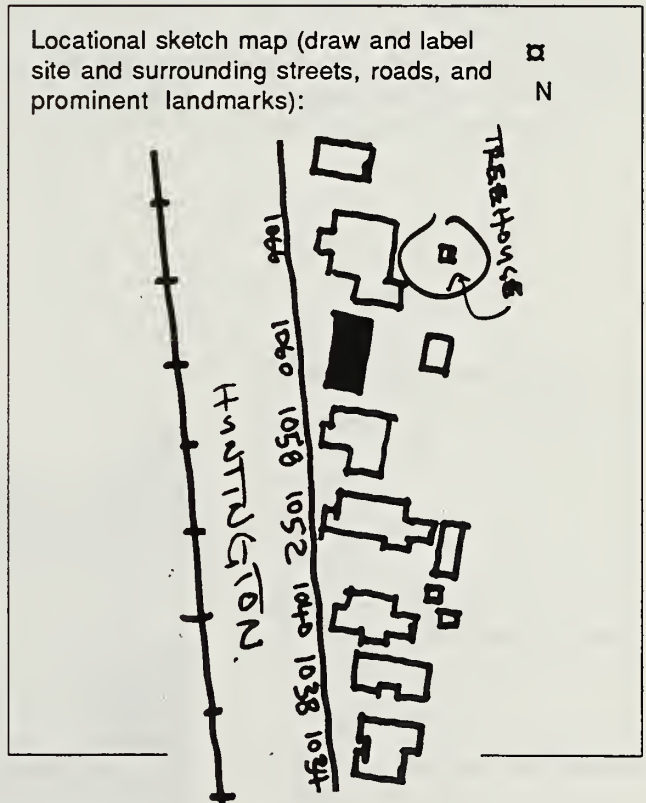 Locational sketch map (draw and label
site and surrounding streets, roads, and
prominent landmarks):
N
TREEHOUSE
1066
1060
1058
1052
1040
1038
1034
HUNTINGTON.